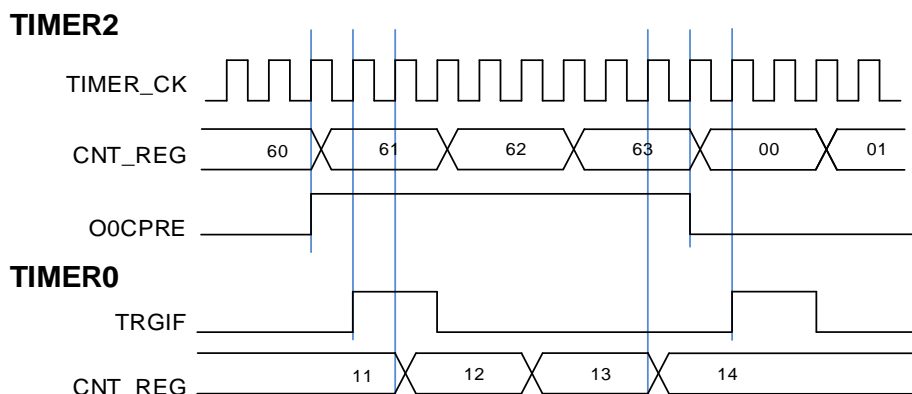 TIMER2
TIMER_CK
CNT_REG 60 61 62 63 00 01
O0CPRE
TIMER0
TRGIF
CNT_REG 11 12 13 14